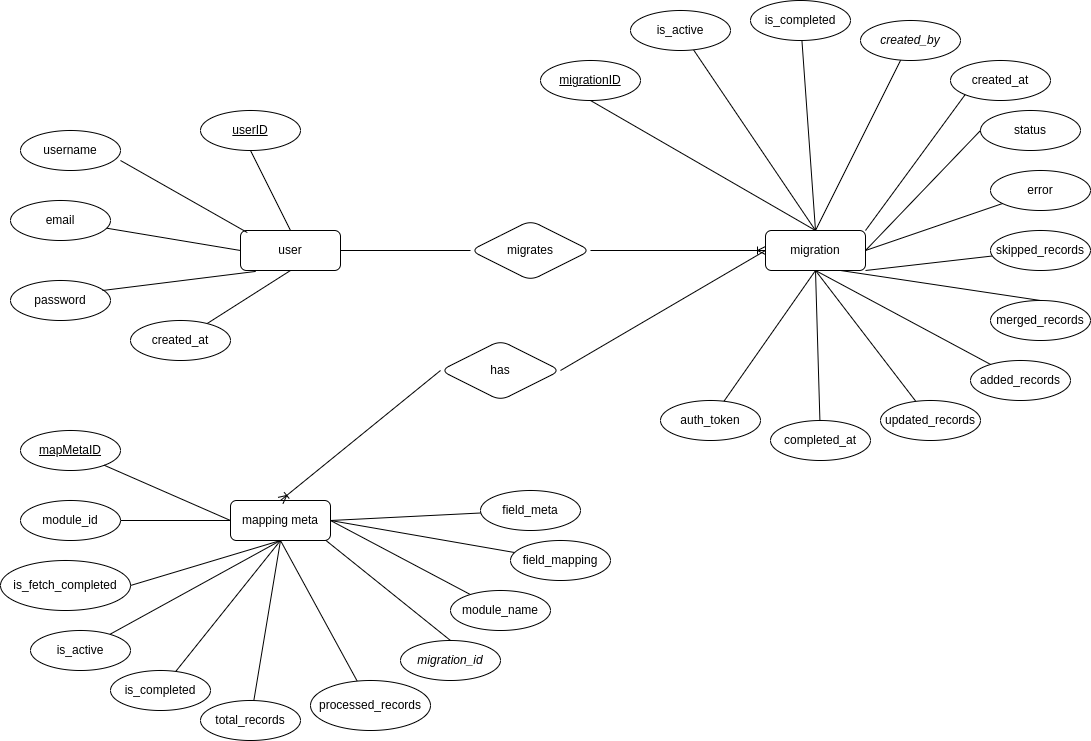 is_completed
is_active
created_by
migrationID
created_at
userID
status
username
error
email
user
migrates
migration
skipped_records
password
merged_records
created_at
has
added_records
auth_token
updated_records
completed_at
mapMetaID
field_meta
module_id
mapping meta
field_mapping
is_fetch_completed
module_name
is_active
migration_id
is_completed
processed_records
total_records